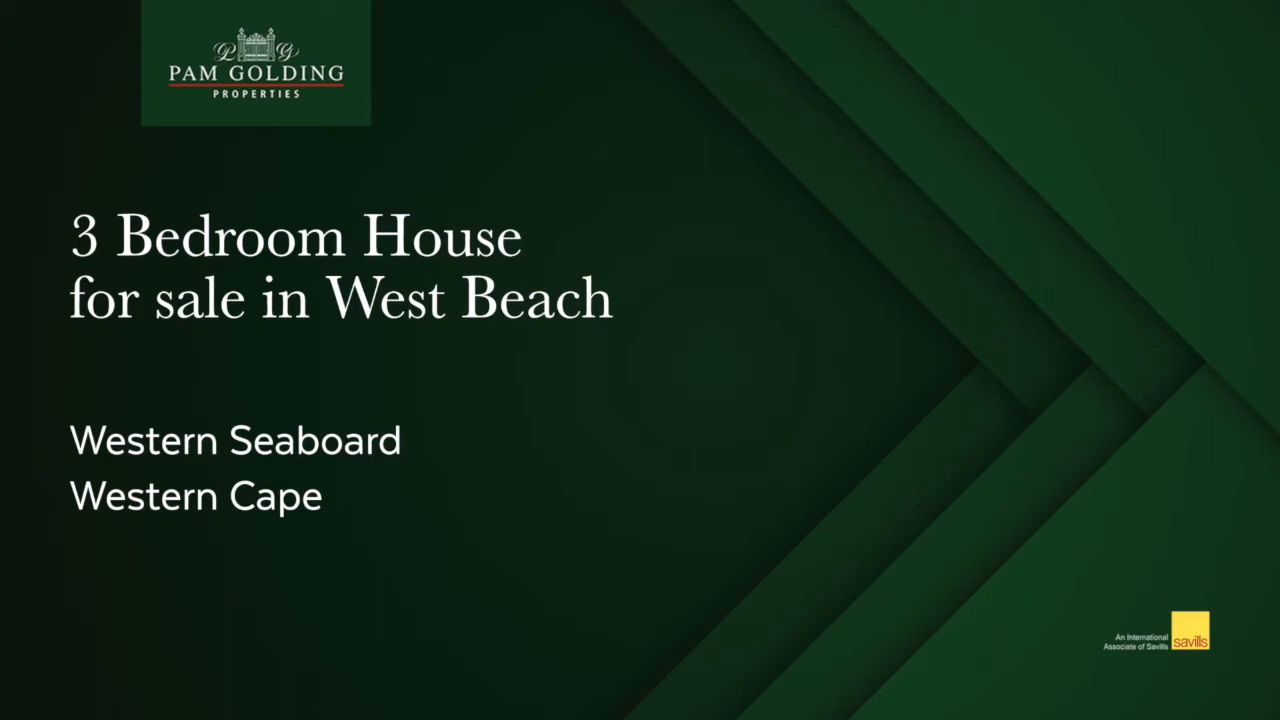 P G
PAM GOLDING
PROPERTIES
3 Bedroom House
for sale in West Beach
Western Seaboard
Western Cape
An International
Associate of Savills
savills